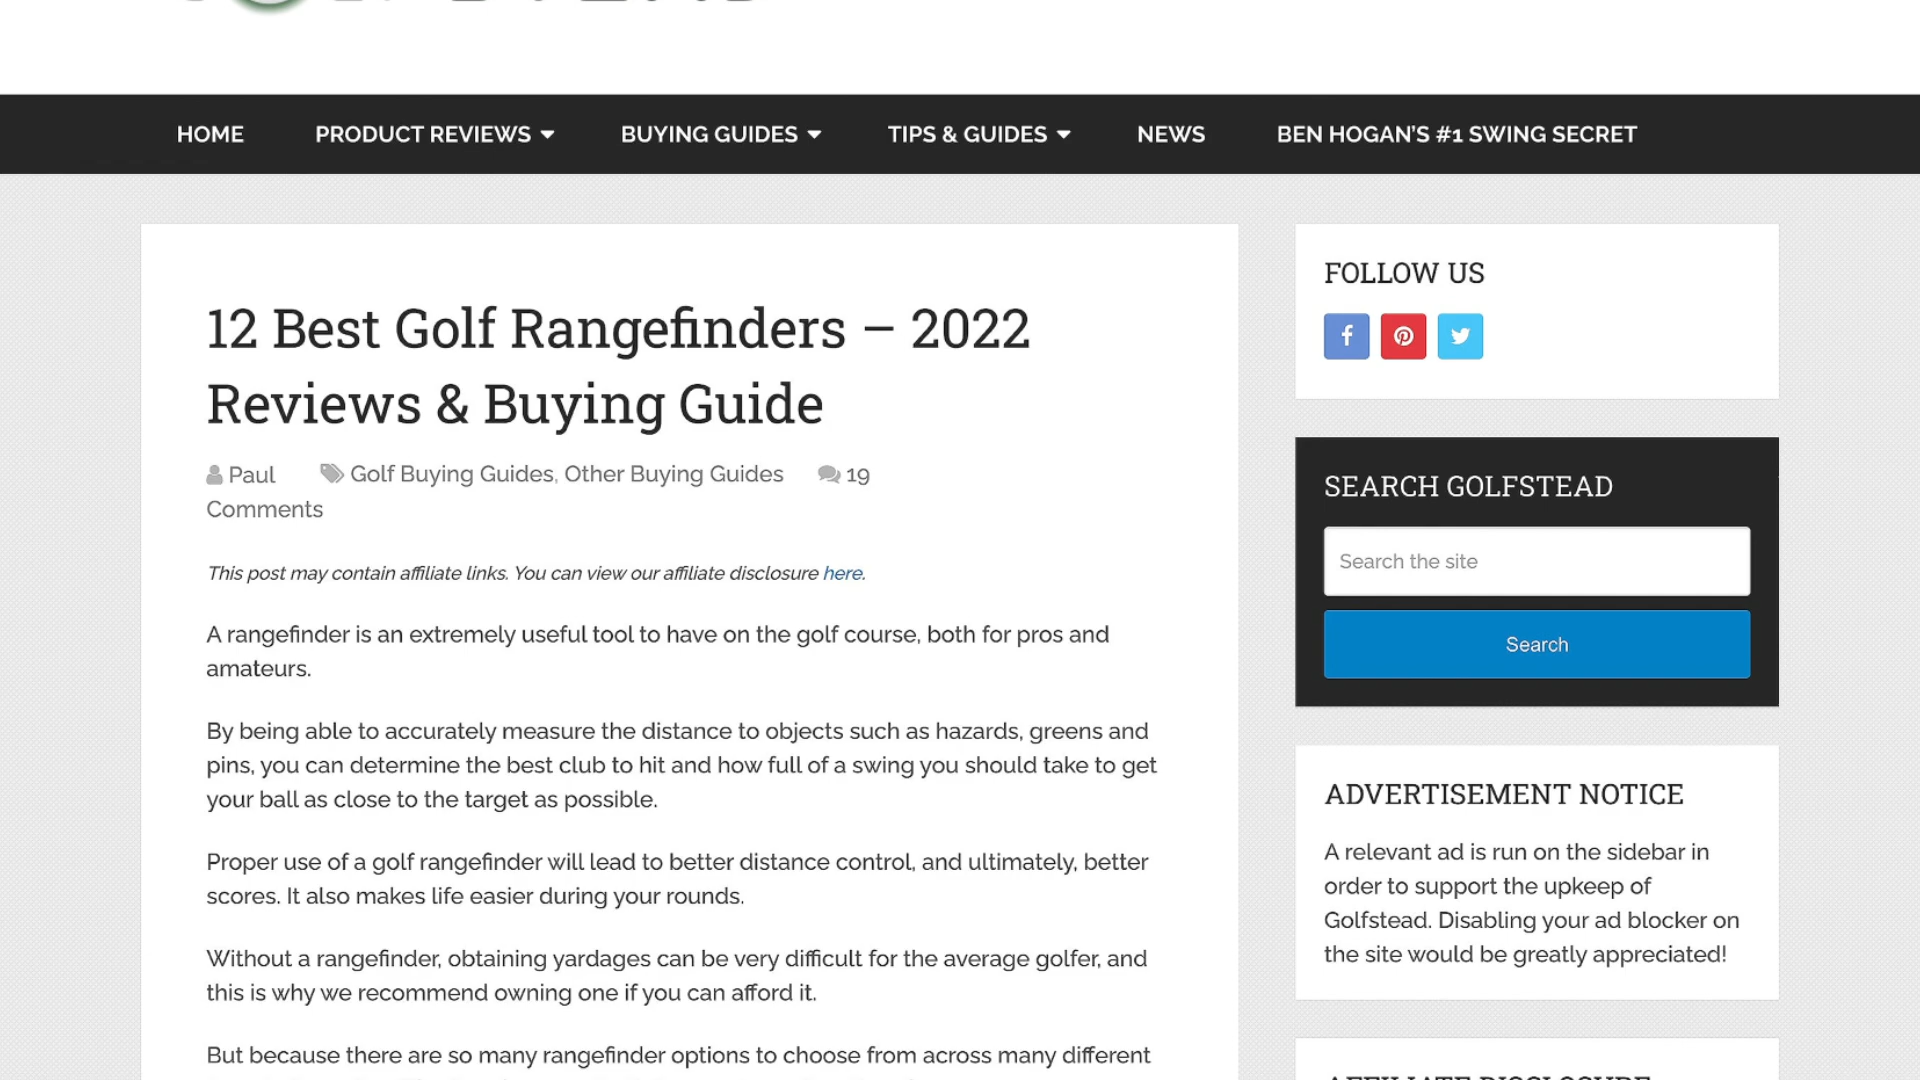 HOME PRODUCT REVIEWS BUYING GUIDES TIPS & GUIDES NEWS BEN HOGAN'S #1 SWING SECRET
12 Best Golf Rangefinders – 2022
Reviews & Buying Guide
Paul Golf Buying Guides, Other Buying Guides 19
Comments
This post may contain affiliate links. You can view our affiliate disclosure here.
A rangefinder is an extremely useful tool to have on the golf course, both for pros and
amateurs.
By being able to accurately measure the distance to objects such as hazards, greens and
pins, you can determine the best club to hit and how full of a swing you should take to get
your ball as close to the target as possible.
Proper use of a golf rangefinder will lead to better distance control, and ultimately, better
scores. It also makes life easier during your rounds.
Without a rangefinder, obtaining yardages can be very difficult for the average golfer, and
this is why we recommend owning one if you can afford it.
But because there are so many rangefinder options to choose from across many different
FOLLOW US
SEARCH GOLFSTEAD
Search the site
Search
ADVERTISEMENT NOTICE
A relevant ad is run on the sidebar in
order to support the upkeep of
Golfstead. Disabling your ad blocker on
the site would be greatly appreciated!
AFFILIATE DISCLOSURE